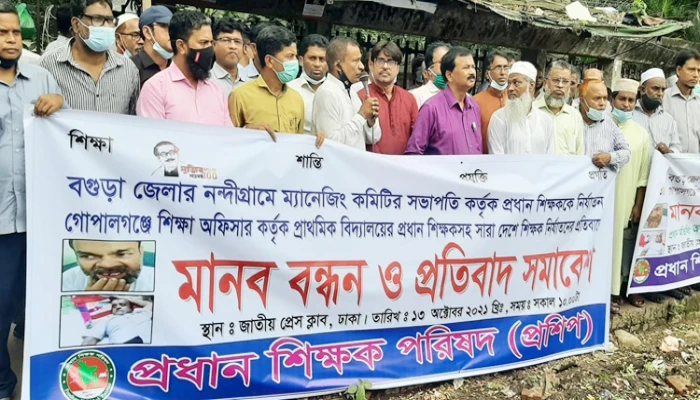 শিক্ষা
শান্তি
প্রগতি
বগুড়া জেলার নন্দীগ্রামে ম্যানেজিং কমিটির সভাপতি কর্তৃক প্রধান শিক্ষককে নির্যাতন
গোপালগঞ্জে শিক্ষা অফিসার কর্তৃক প্রাথমিক বিদ্যালয়ের প্রধান শিক্ষকসহ সারা দেশে শিক্ষক নির্যাতনের প্রতিবাদে
মানব বন্ধন ও প্রতিবাদ সমাবেশ
স্থান : জাতীয় প্রেস ক্লাব, ঢাকা। তারিখ : ১৩ অক্টোবর ২০২১ খ্রিঃ, সময়ঃ সকাল ১০.০০টা
প্রধান শিক্ষক পরিষদ (প্রাশিপ)
মানব
স্থান :
প্রধান শি